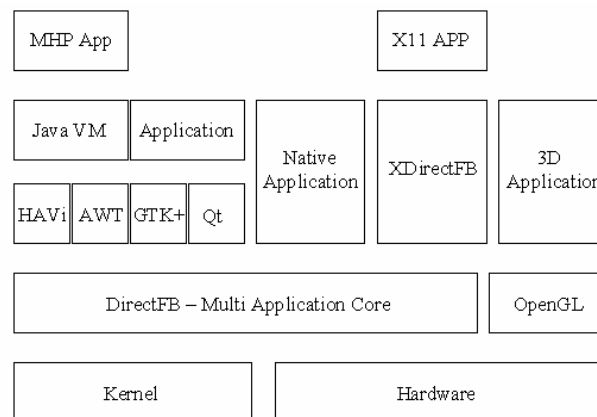 MHP App
X11 APP
Java VM
Application
Native
Application
XDirectFB
3D
Application
HAVi
AWT
GTK+
Qt
DirectFB – Multi Application Core
OpenGL
Kernel
Hardware